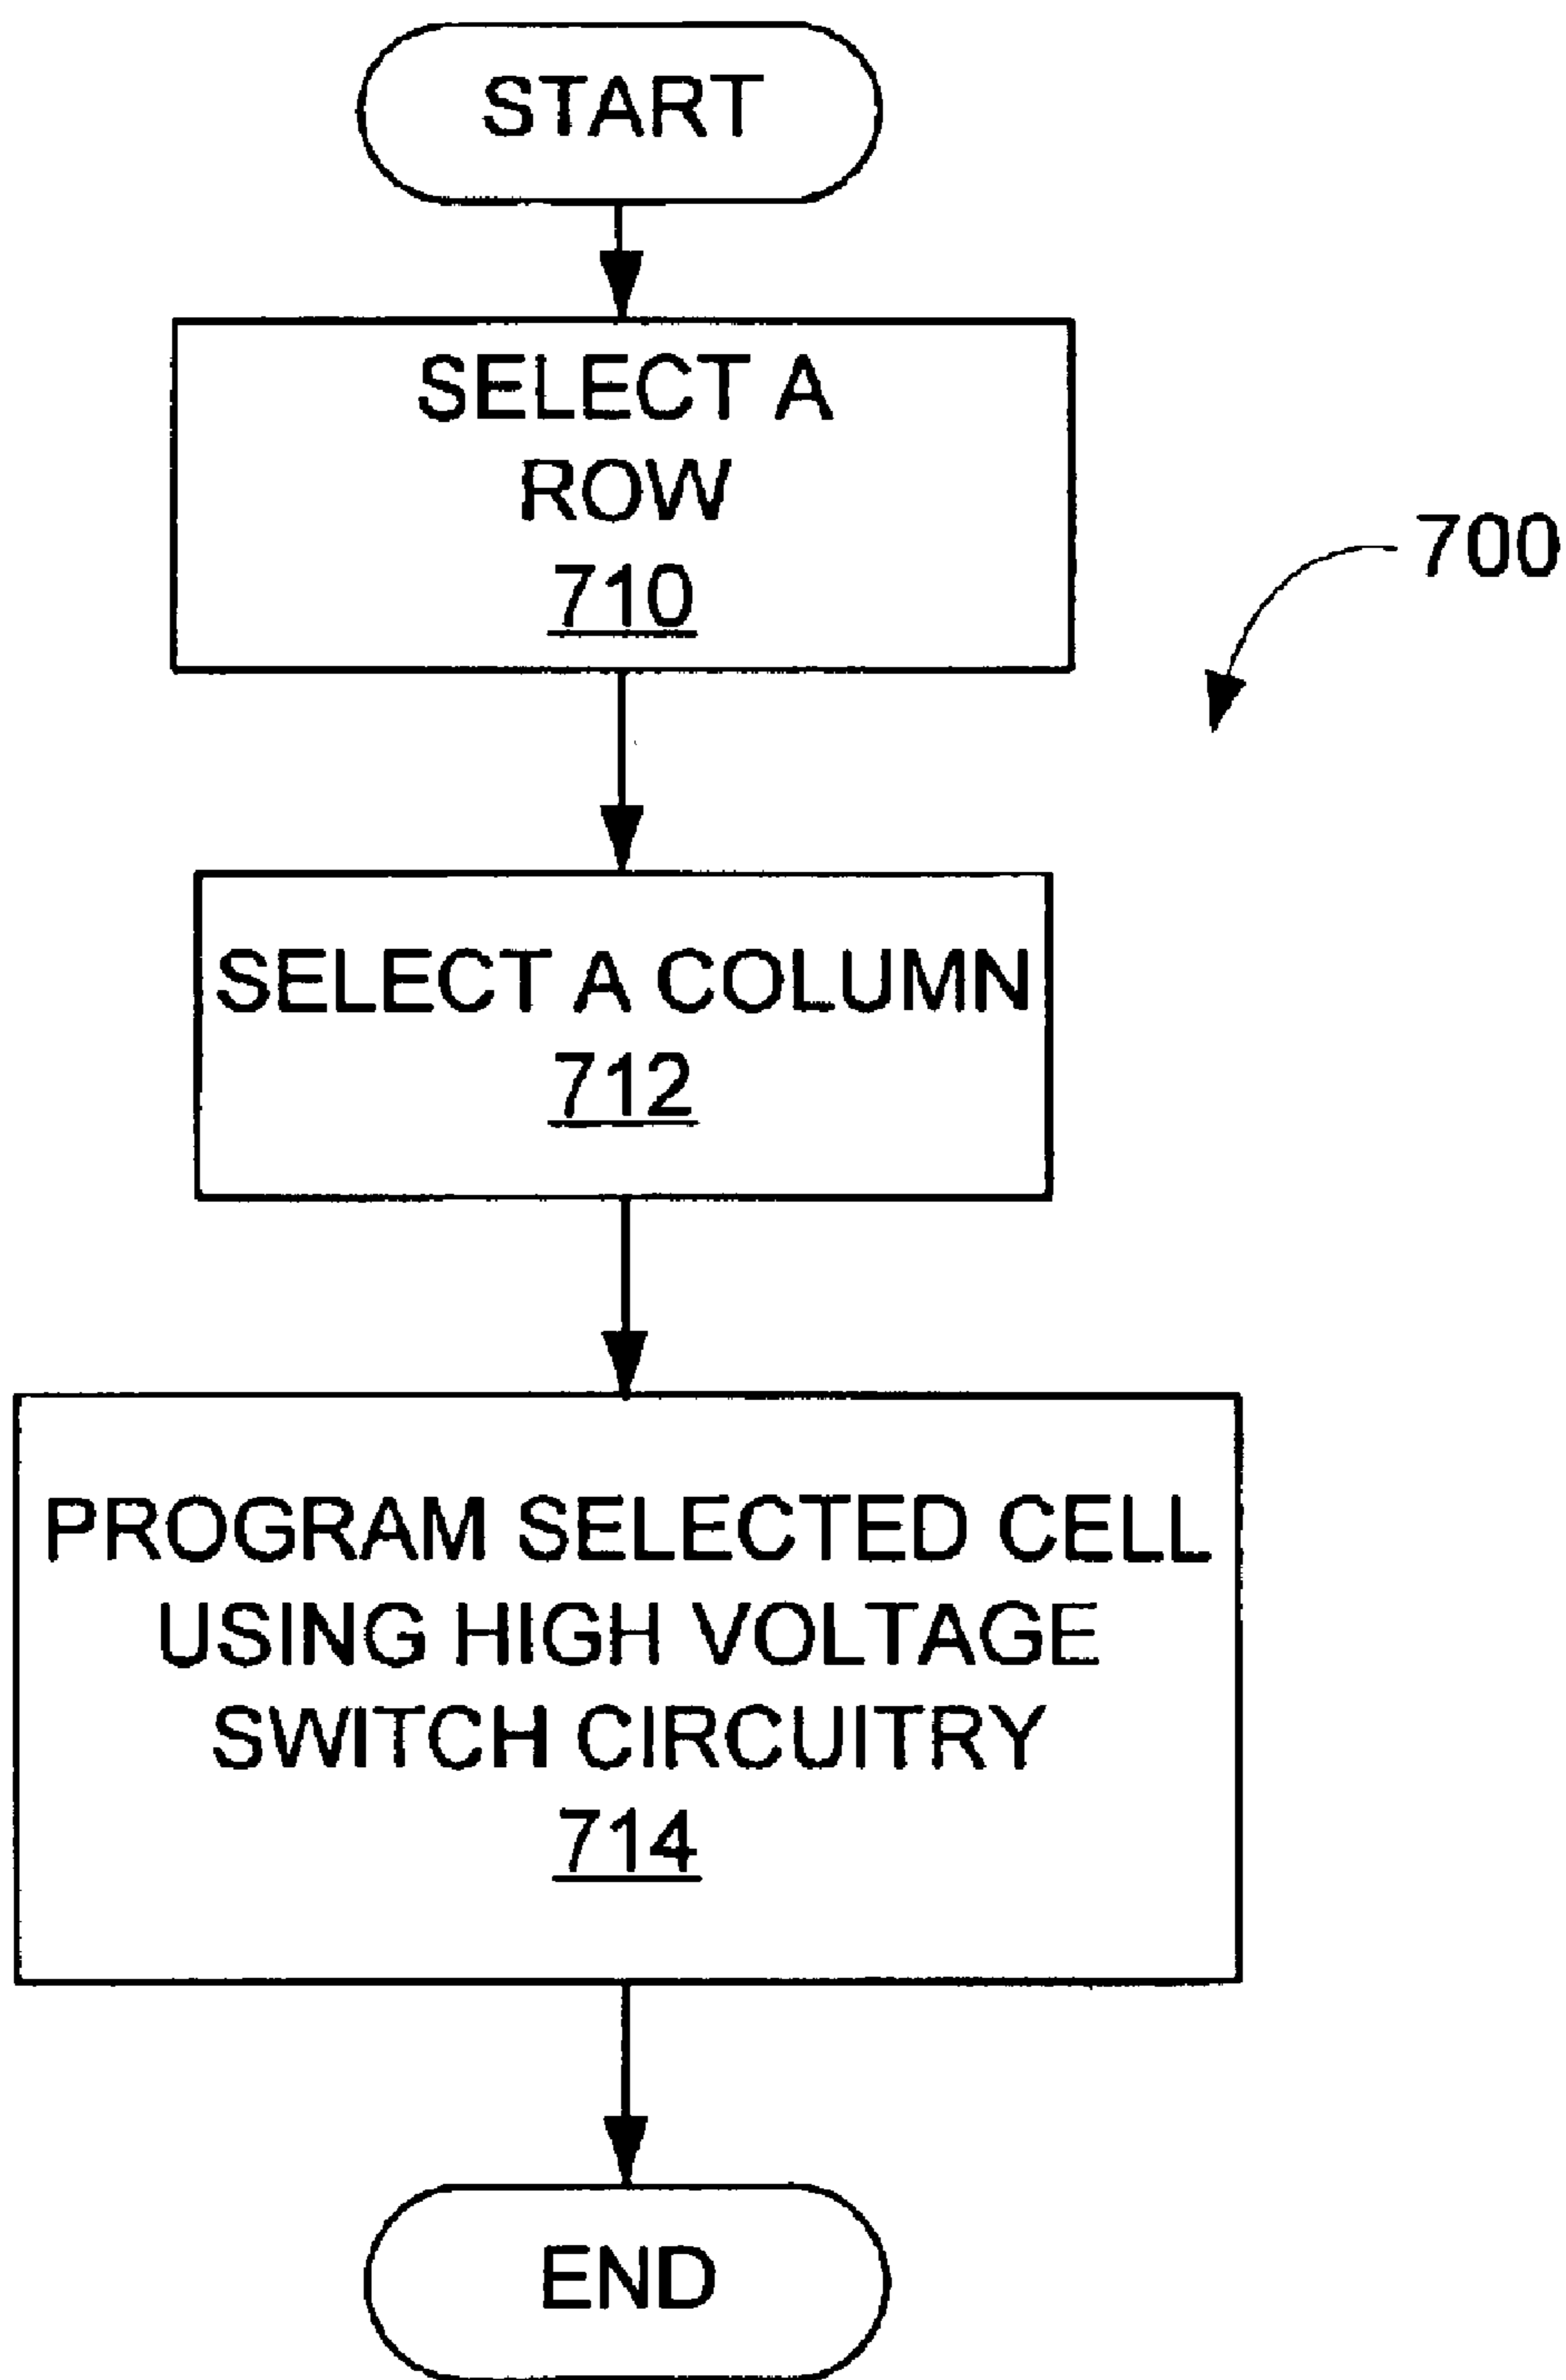 START
SELECT A
ROW
710
700
SELECT A COLUMN
712
PROGRAM SELECTED CELL
USING HIGH VOLTAGE
SWITCH CIRCUITRY
714
END